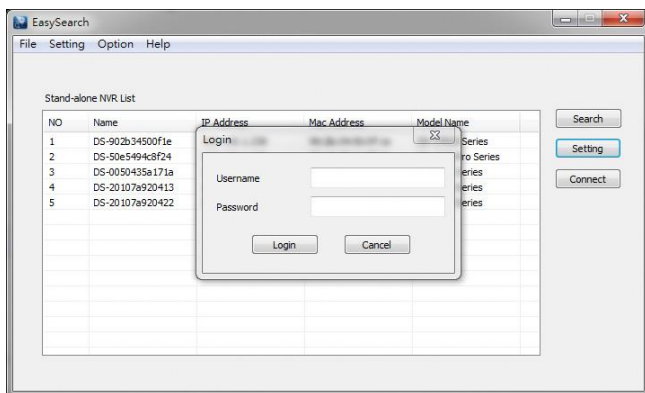 EasySearch
File Setting Option Help
Stand-alone NVR List
NO Name IP Address Mac Address Model Name
1 DS-902b34500f1e Series
2 DS-50e5494c8f24 ro Series
3 DS-0050435a171a eries
4 DS-20107a920413 eries
5 DS-20107a920422 eries
Search
Setting
Connect
Login
Username
Password
Login Cancel